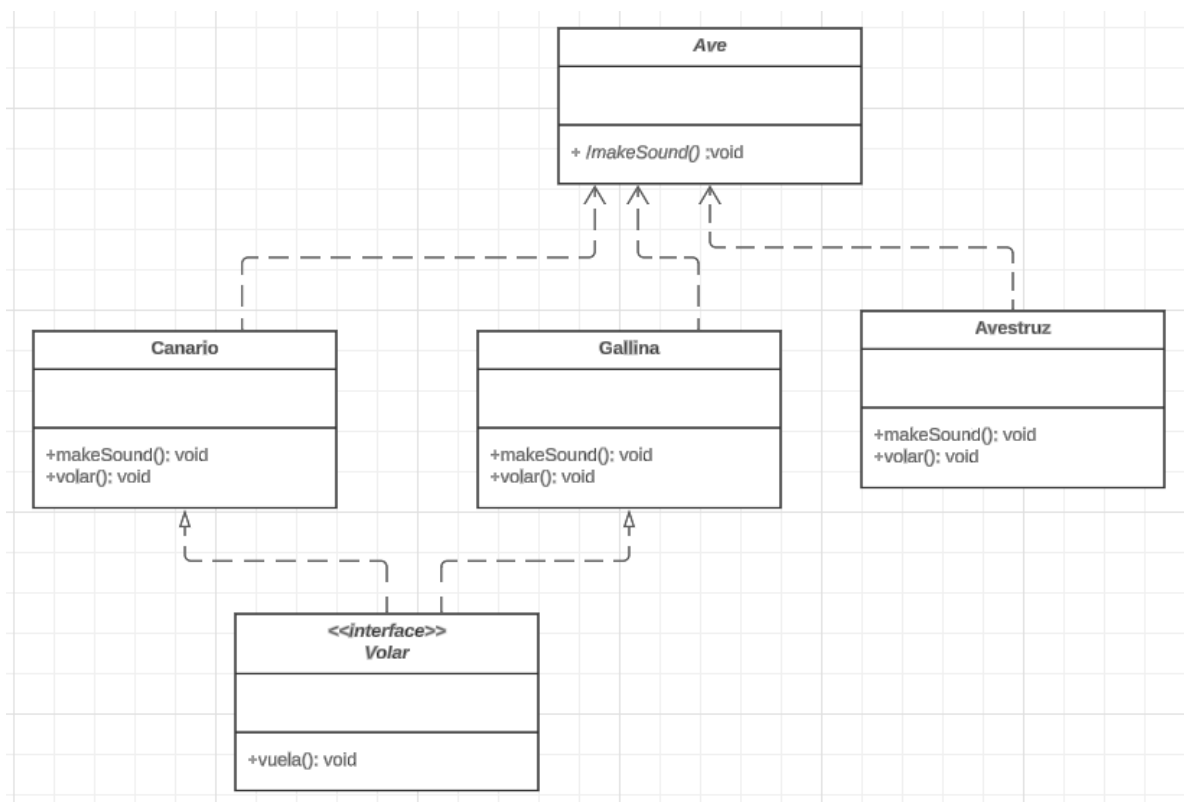 Ave
+ /makeSound() :void
Canario
+makeSound(): void
+volar(): void
Gallina
+makeSound(): void
+volar(): void
Avestruz
+makeSound(): void
+volar(): void
<<interface>>
Volar
+vuela(): void